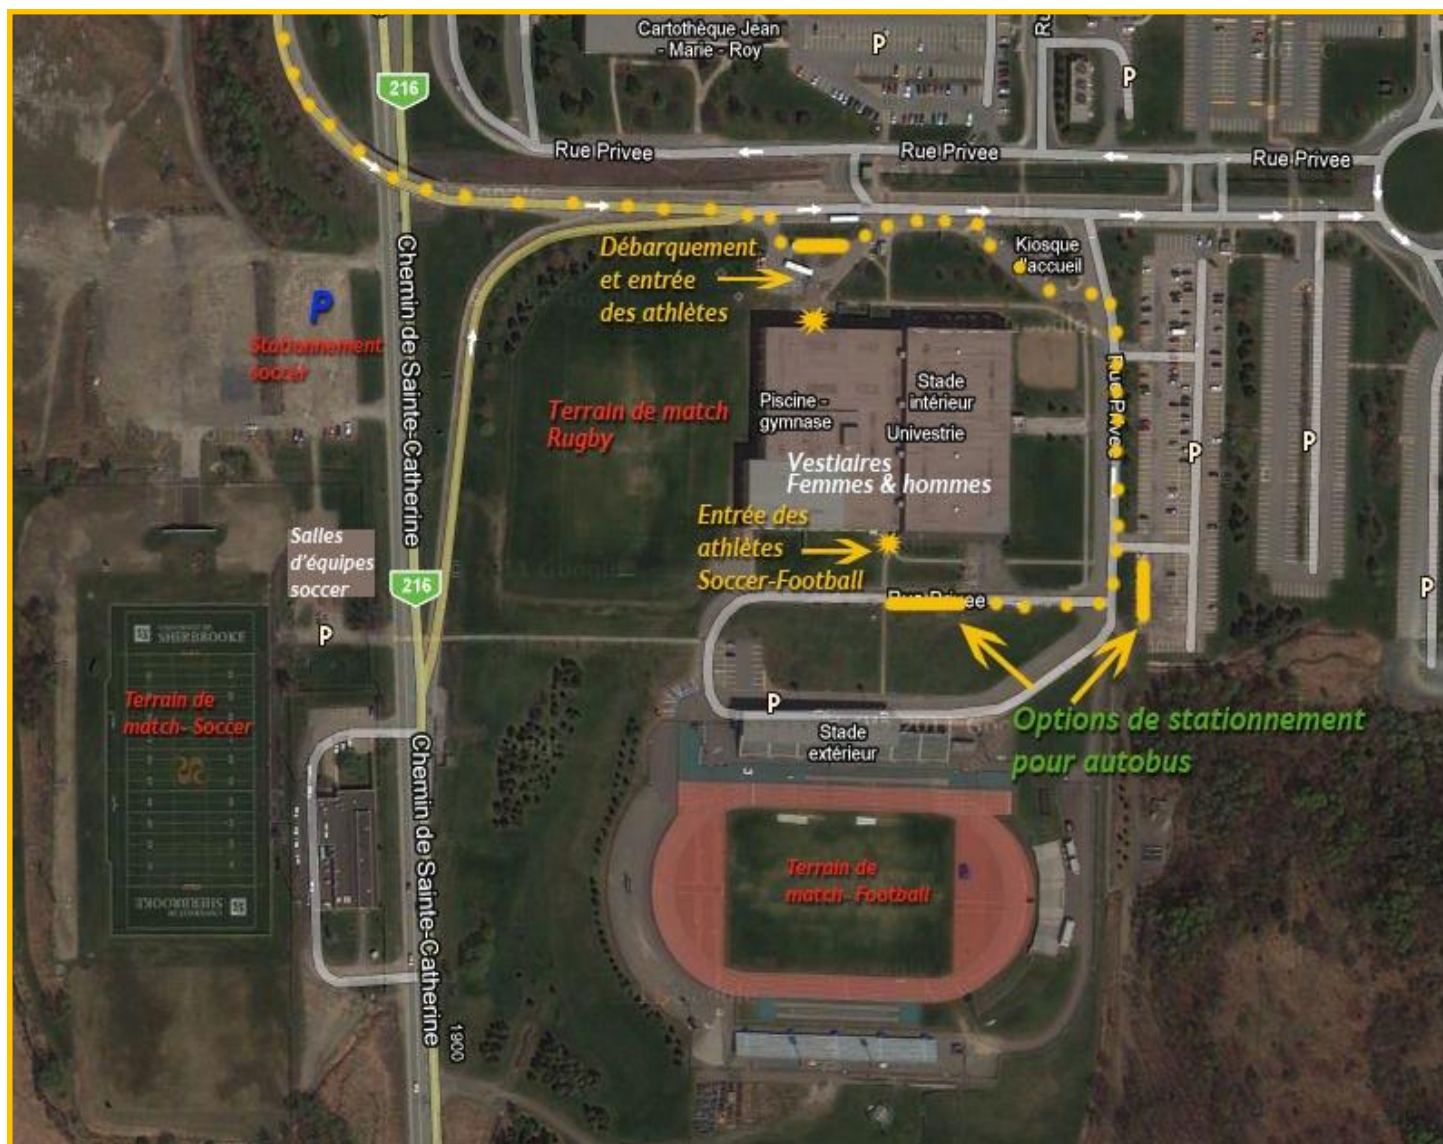 Cartothèque Jean
- Marie - Roy
P
P
Ru
216
Rue Privee
Rue Privee
Rue Privee
Débarquement
et entrée
des athlètes
Kiosque
d'accueil
P
Stationnement
soccer
Chemin de Sainte-Catherine
Terrain de match
Rugby
Piscine -
gymnase
Stade
intérieur
Univestrie
Rue Privee
P
P
Vestiaires
Femmes & hommes
Entrée des
athlètes
Soccer-Football
Salles
d'équipes
soccer
216
Rue Privee
P
P
SHERBROOKE
Terrain de
match- Soccer
P
Stade
extérieur
Options de stationnement
pour autobus
Chemin de Sainte-Catherine
Terrain de
match- Football
UNIVERSITÉ DE
SHERBROOKE
1900